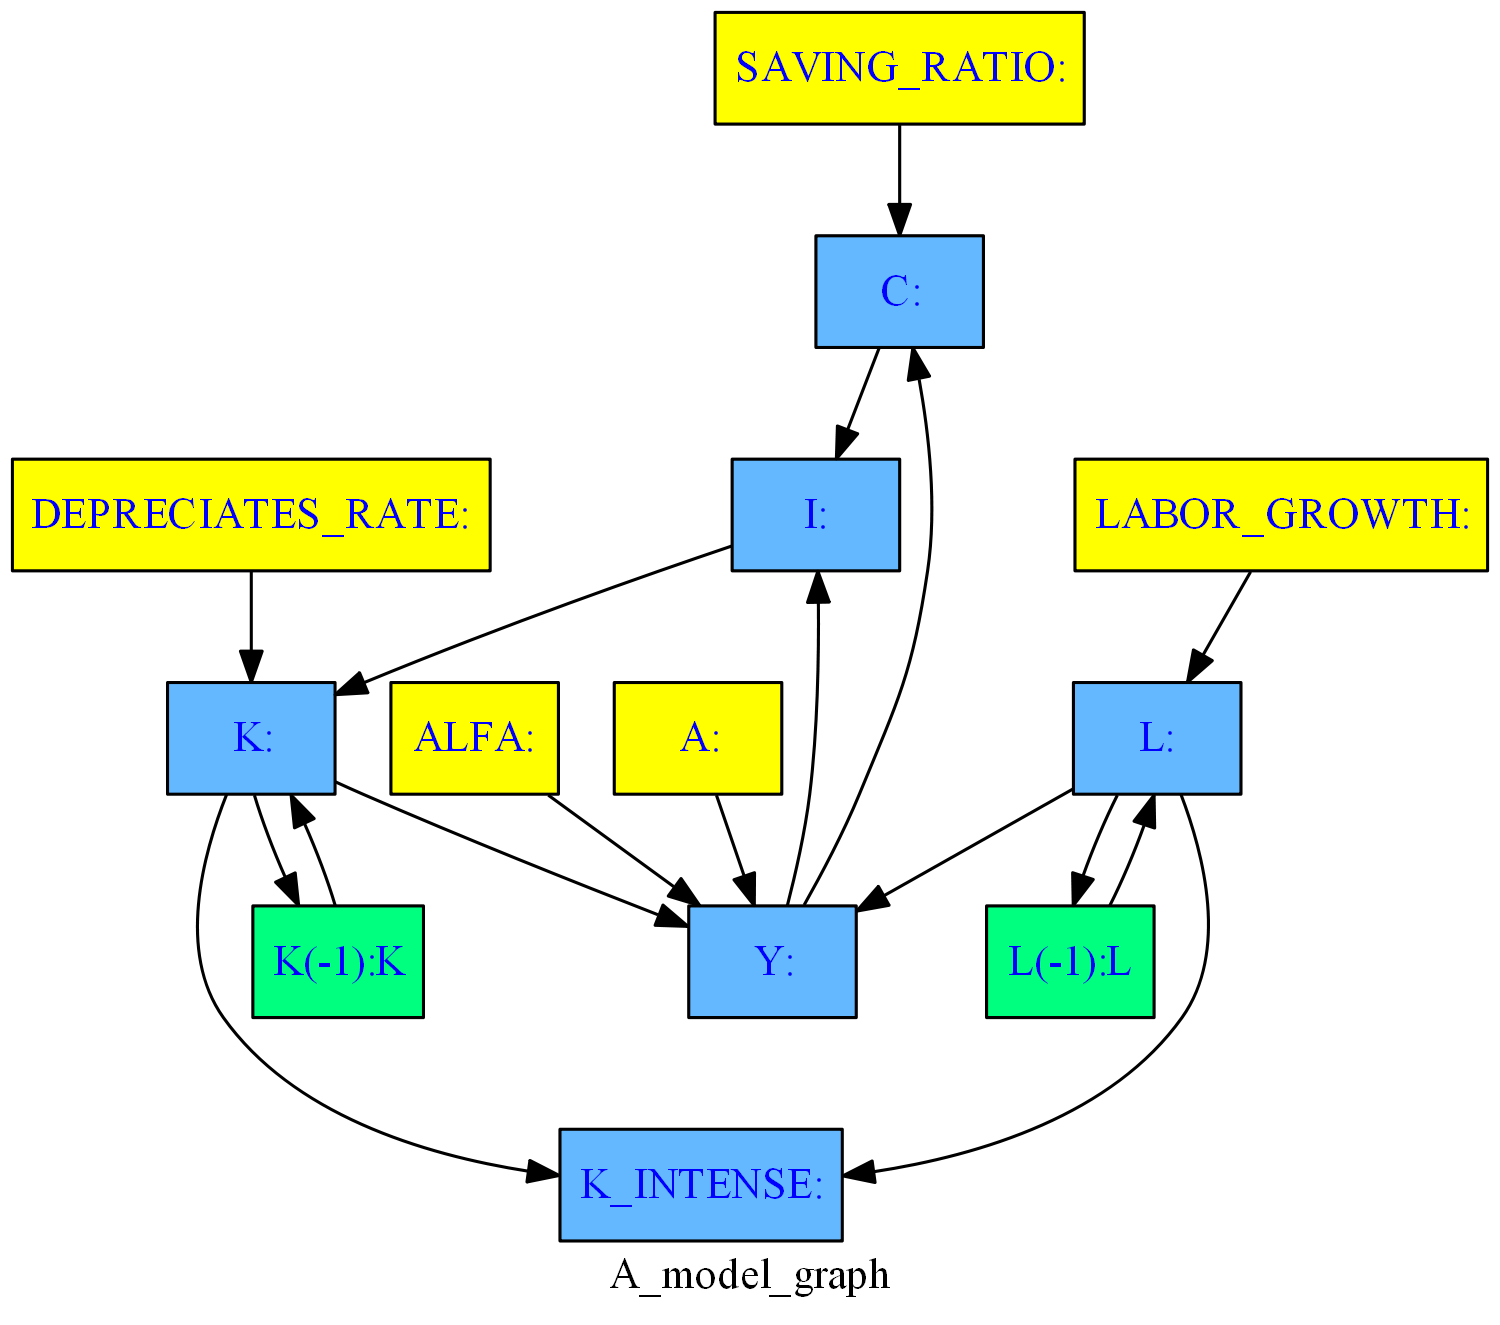 SAVING_RATIO:
C:
DEPRECIATES_RATE:
I:
LABOR_GROWTH:
K:
ALFA:
A:
L:
K(-1):K
Y:
L(-1):L
K_INTENSE:
A_model_graph